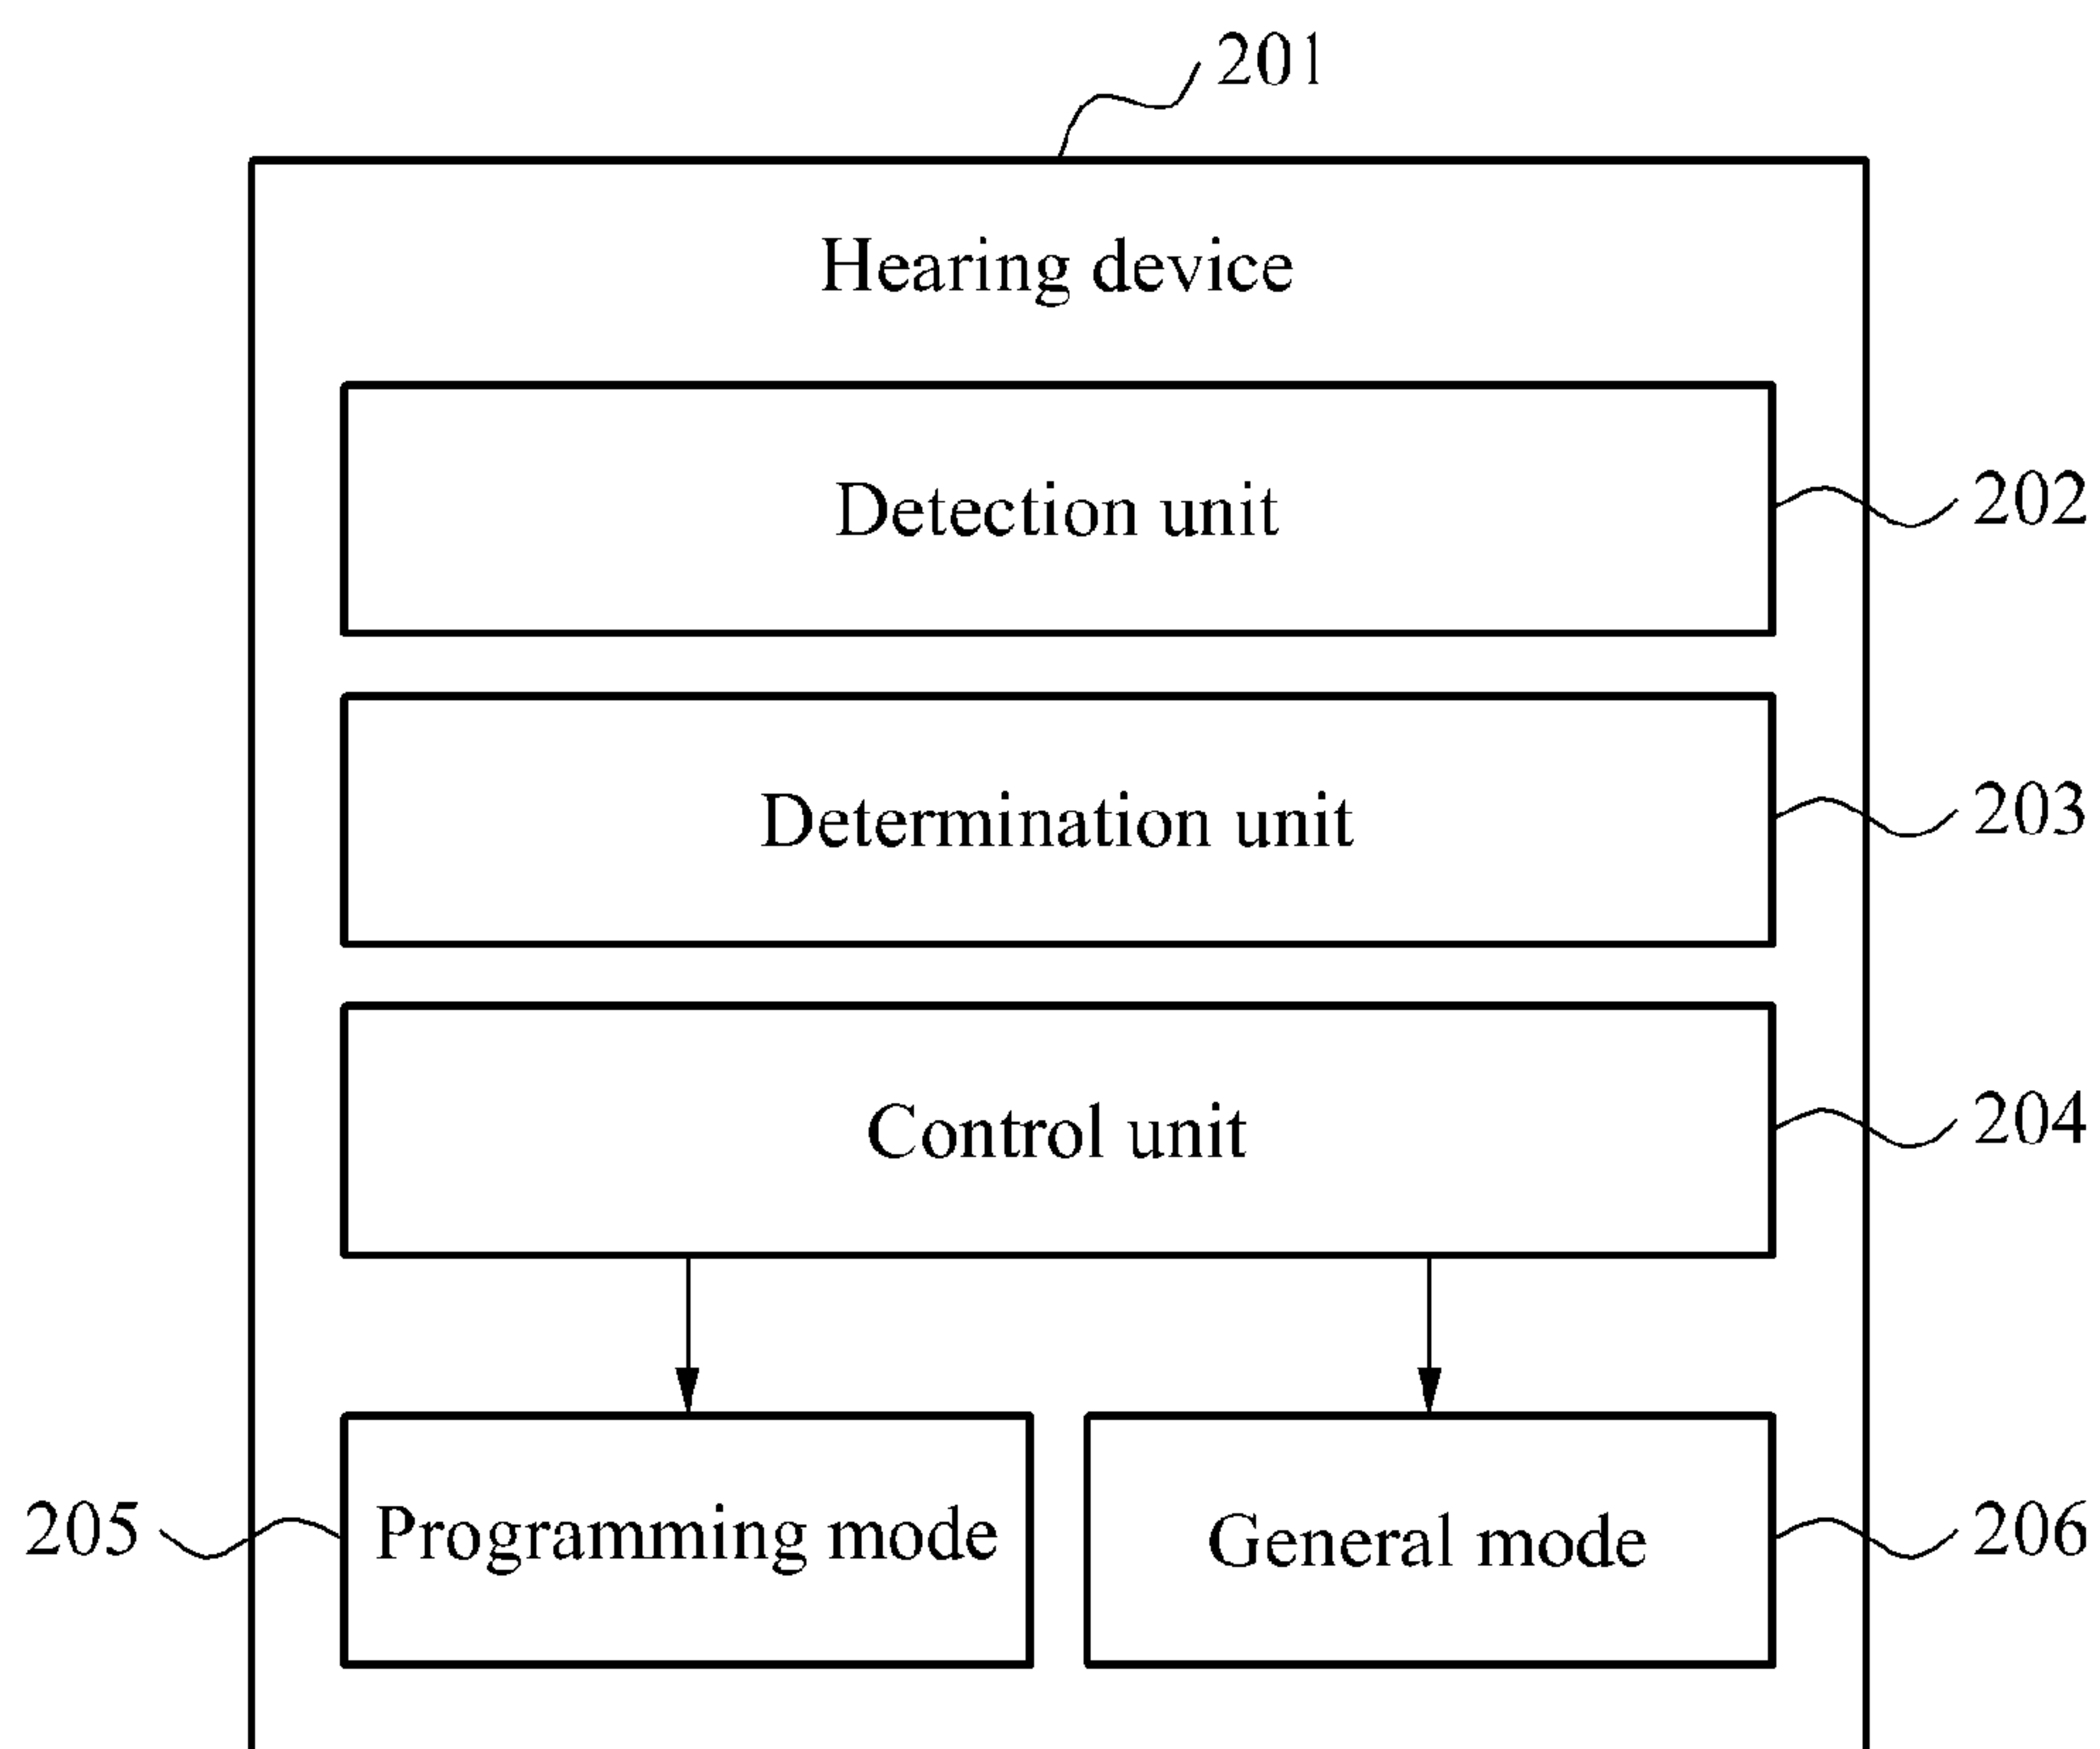 201
Hearing device
Detection unit
202
Determination unit
203
Control unit
204
205
Programming mode
General mode
206